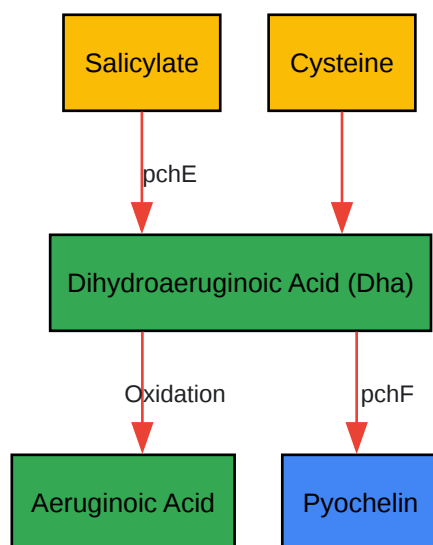 Salicylate
Cysteine
pchE
Dihydroaeruginoic Acid (Dha)
Oxidation
pchF
Aeruginoic Acid
Pyochelin